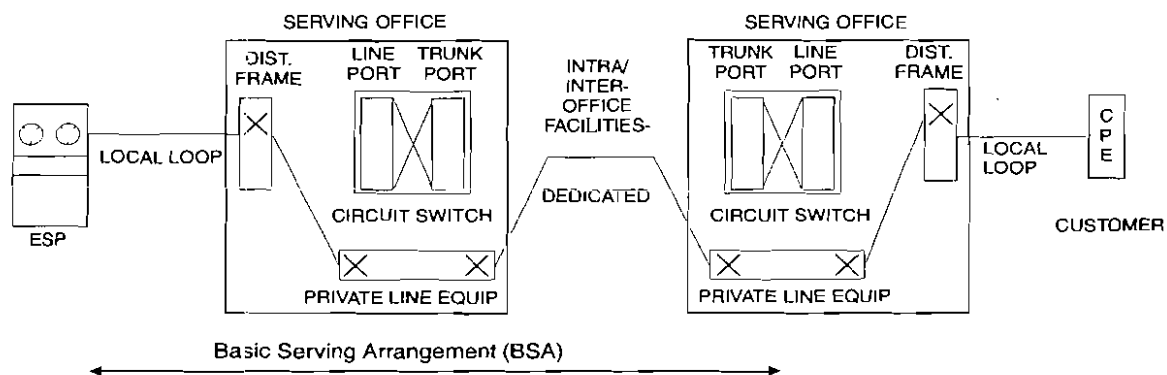 SERVING OFFICE
DIST.
FRAME
LINE
PORT
TRUNK
PORT
CIRCUIT SWITCH
PRIVATE LINE EQUIP
LOCAL LOOP
ESP
INTRA/
INTER-
OFFICE
FACILITIES-
DEDICATED
SERVING OFFICE
TRUNK
PORT
LINE
PORT
DIST.
FRAME
CIRCUIT SWITCH
PRIVATE LINE EQUIP
LOCAL
LOOP
C
P
E
CUSTOMER
Basic Serving Arrangement (BSA)